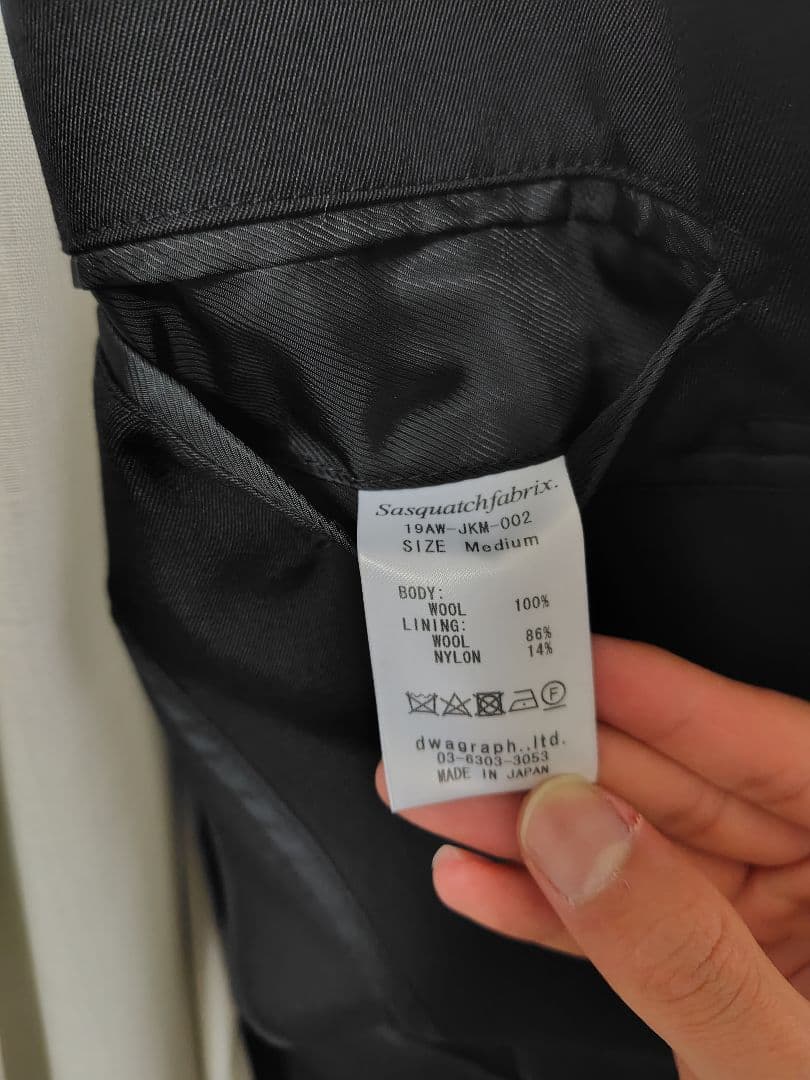 Sasquatchfabrix.
19AW-JKM-002
SIZE Medium
BODY:
WOOL 100%
LINING:
WOOL 86%
NYLON 14%
F
dwagraph.,ltd.
03-6303-3053
MADE IN JAPAN